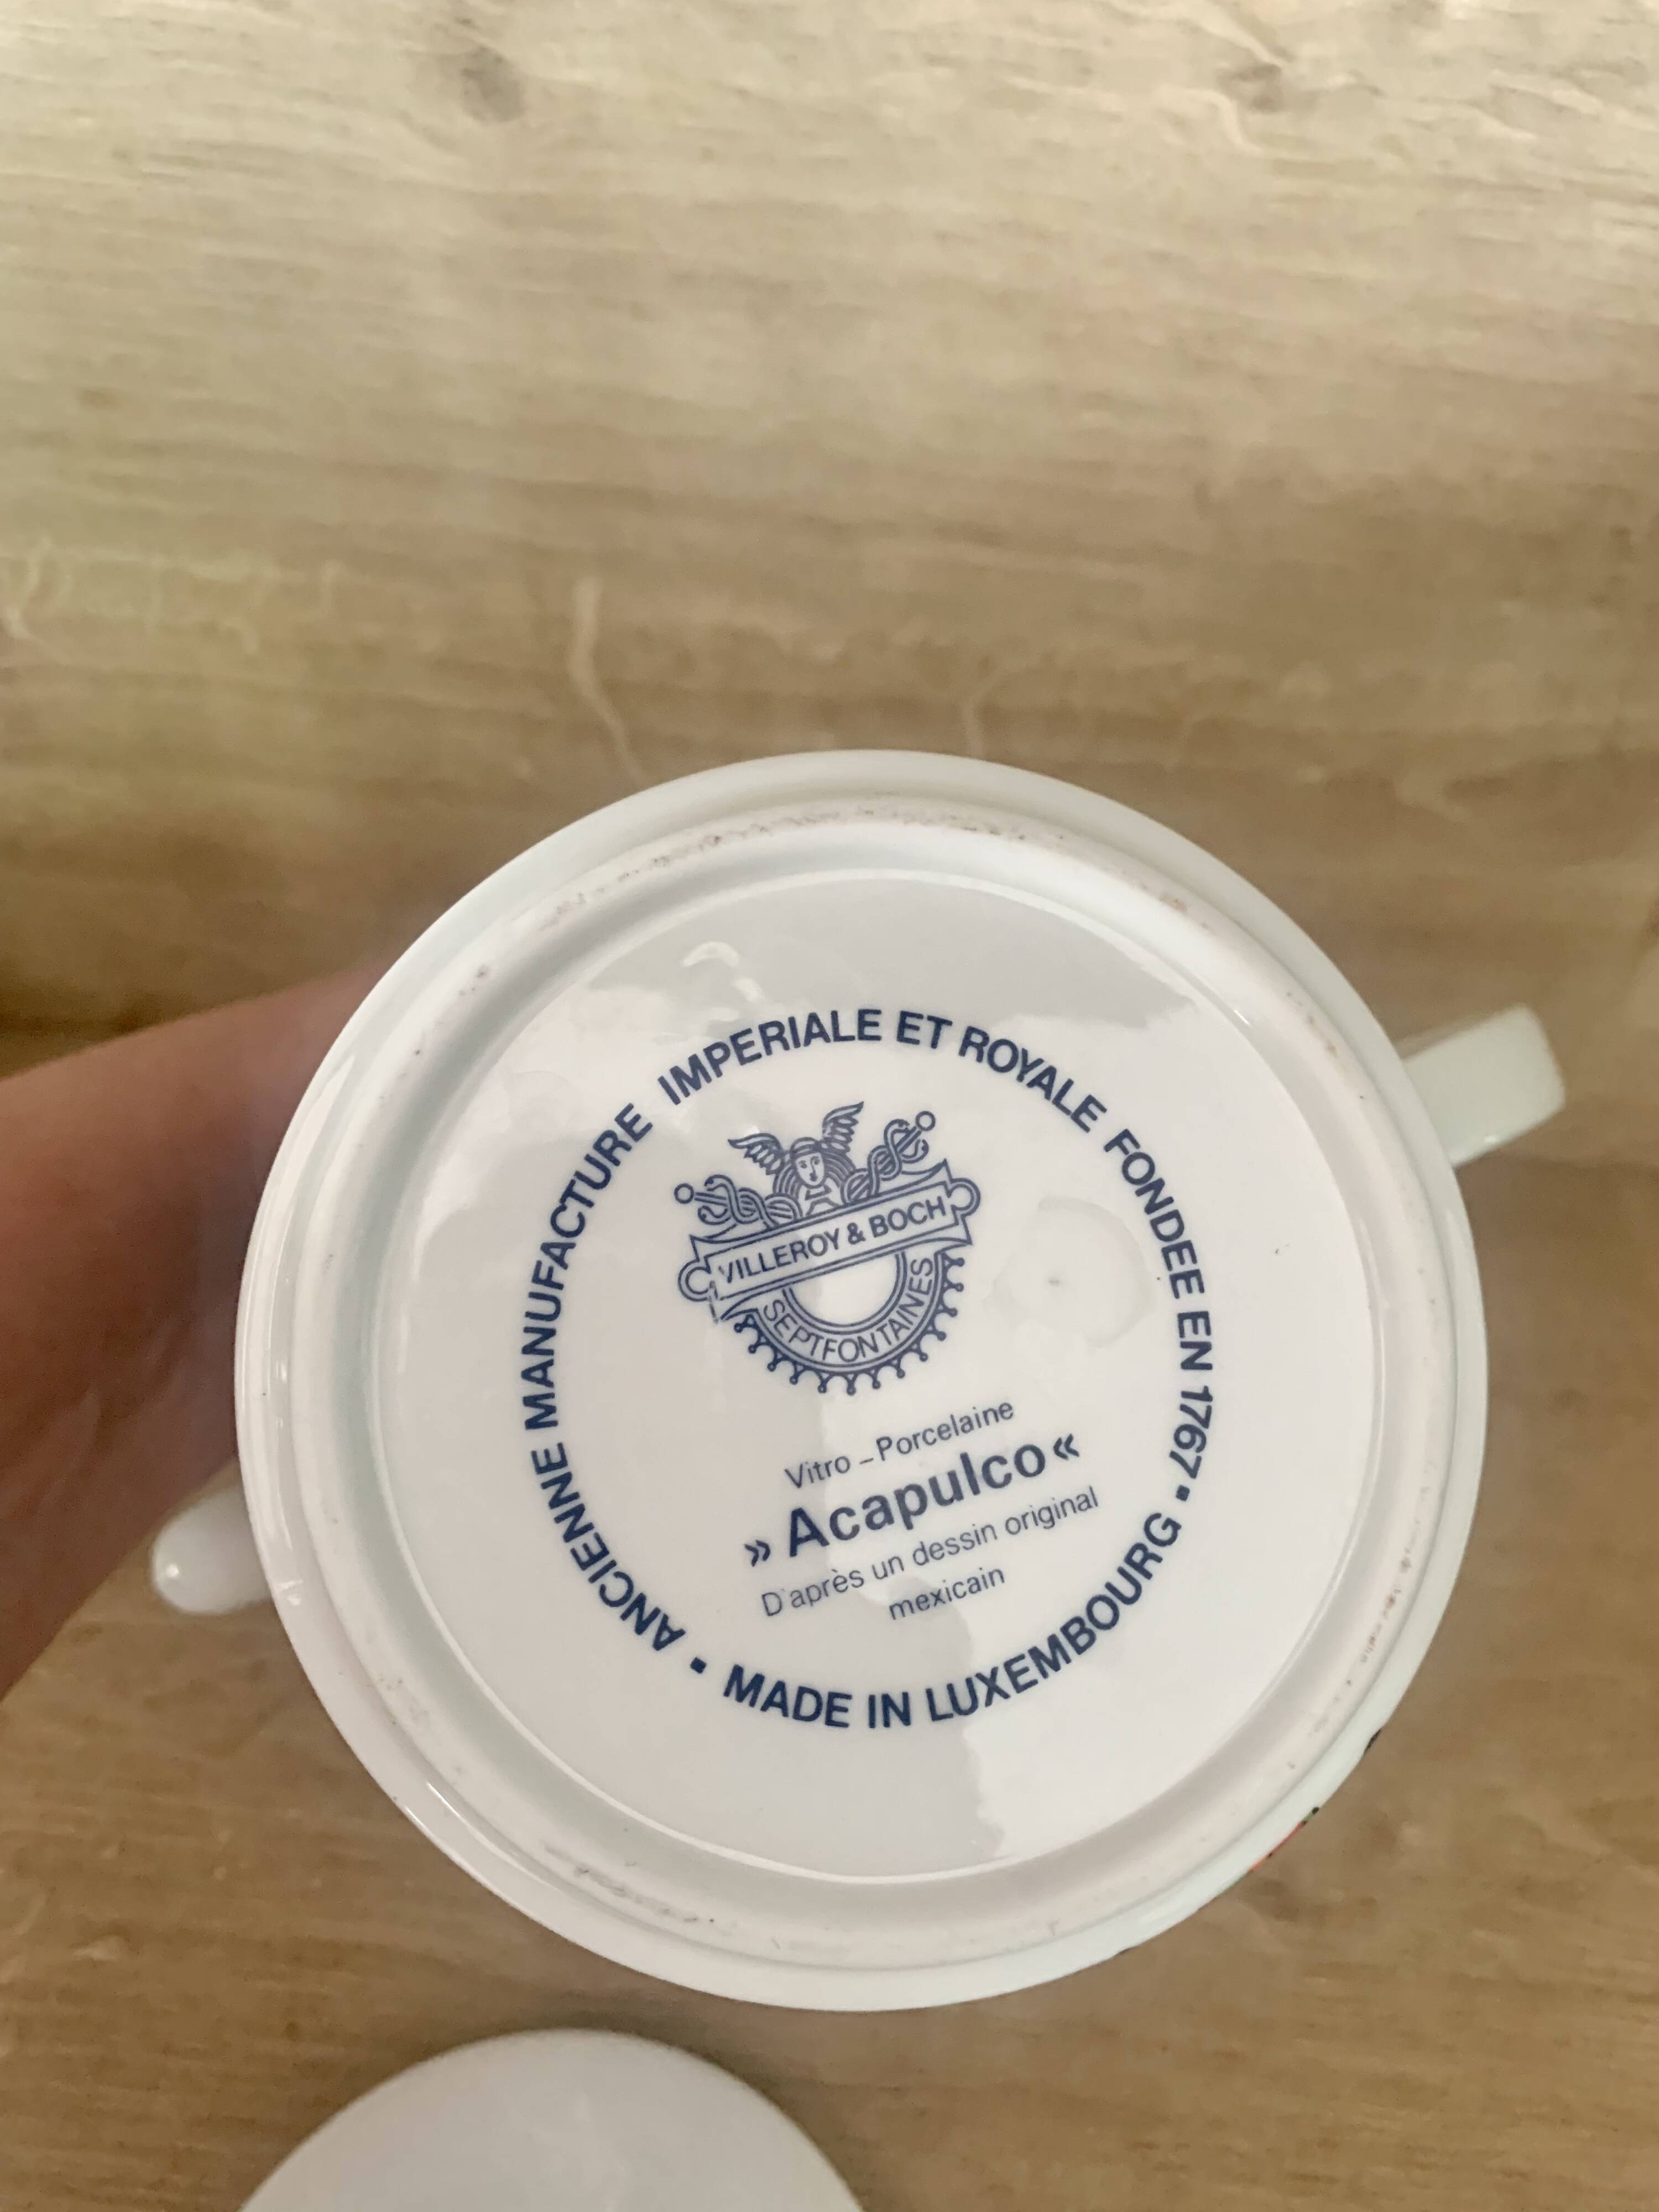 ANCIENNE MANUFACTURE IMPERIALE ET ROYALE FONDEE EN 1767 ▪ MADE IN LUXEMBOURG ▪
VILLEROY & BOCH
SEPTFONTAINES
Vitro – Porcelaine
» Acapulco «
D'après un dessin original
mexicain